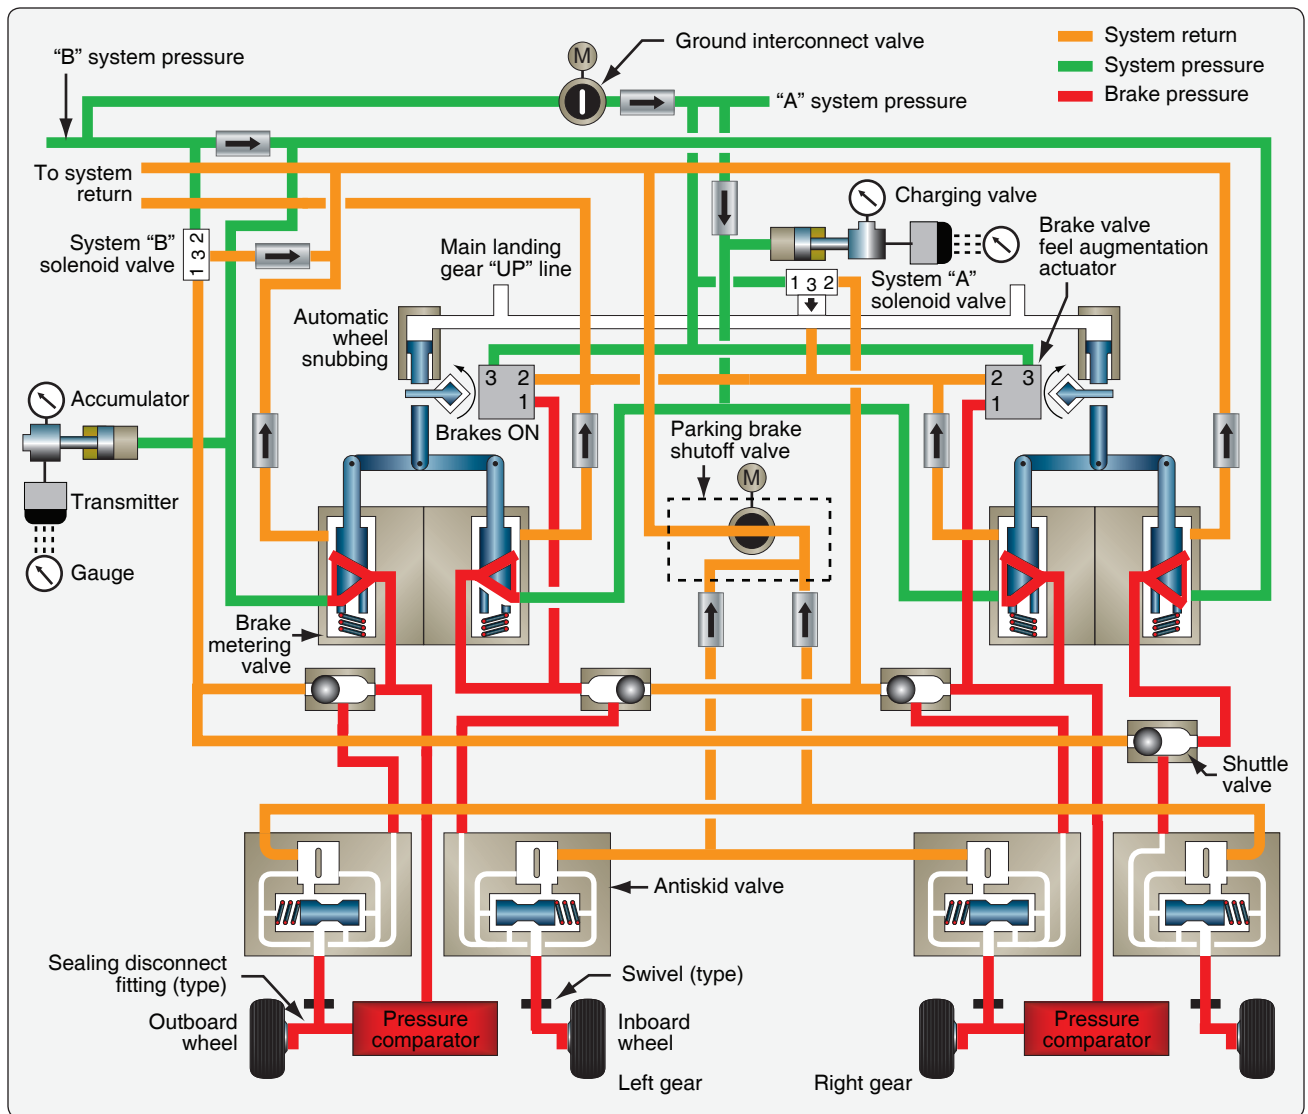 “B” system pressure
M
Ground interconnect valve
System return
System pressure
Brake pressure
“A” system pressure
To system
return
System “B”
solenoid valve
1 3 2
Main landing
gear “UP” line
Charging valve
Brake valve
feel augmentation
actuator
System “A”
solenoid valve
1 3 2
Automatic
wheel
snubbing
3 2
1
2 3
1
Brakes ON
Accumulator
Transmitter
Gauge
Parking brake
shutoff valve
M
Brake
metering
valve
Shuttle
valve
Antiskid valve
Sealing disconnect
fitting (type)
Swivel (type)
Outboard
wheel
Pressure
comparator
Inboard
wheel
Pressure
comparator
Left gear
Right gear